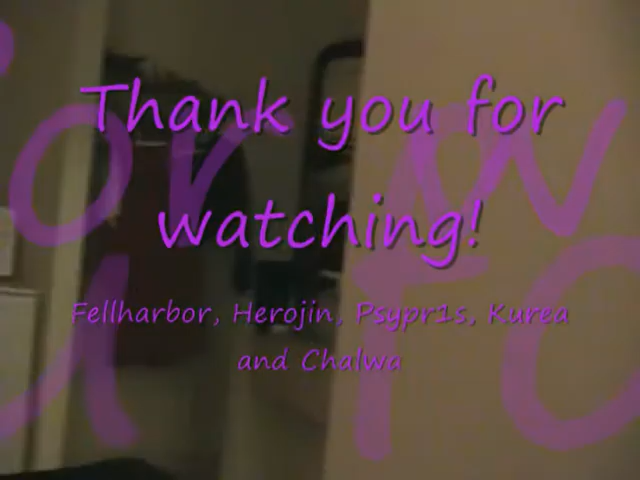 Thank you for
watching!
Fellharbor, Herojin, Psypr1s, Kurea
and Chalwa